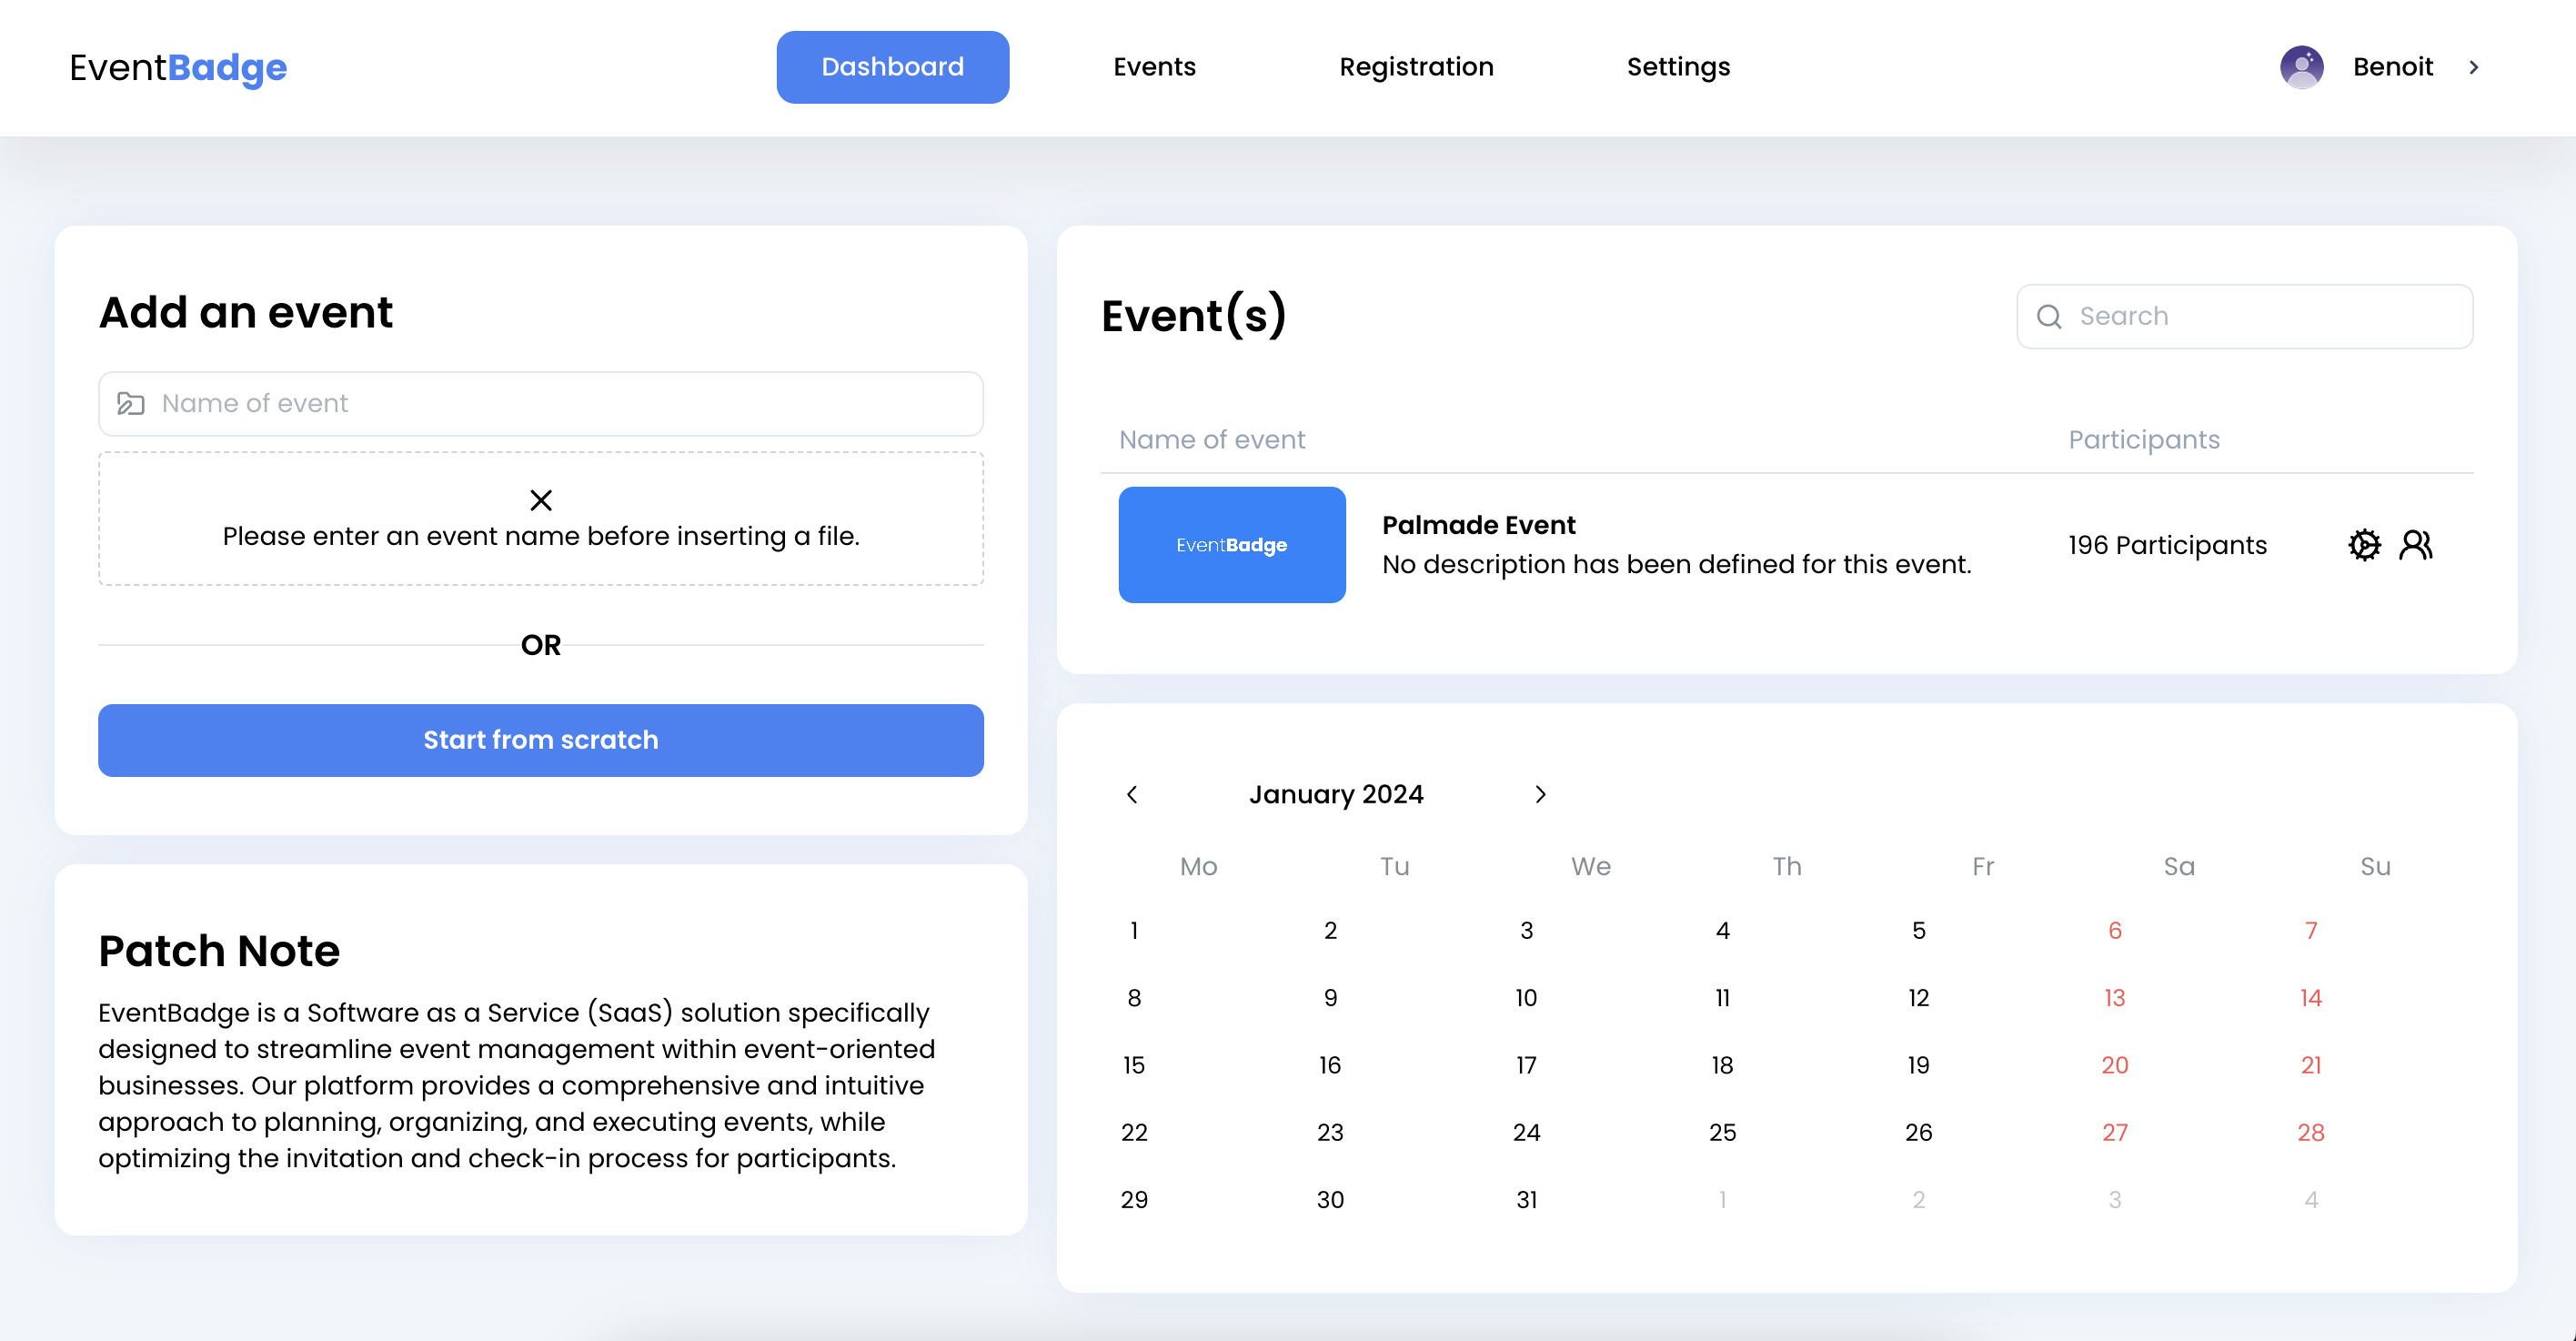 EventBadge
Dashboard
Events
Registration
Settings
Benoit
Add an event
Name of event
Please enter an event name before inserting a file.
OR
Start from scratch
Patch Note
EventBadge is a Software as a Service (SaaS) solution specifically
designed to streamline event management within event-oriented
businesses. Our platform provides a comprehensive and intuitive
approach to planning, organizing, and executing events, while
optimizing the invitation and check-in process for participants.
Event(s)
Search
Name of event Participants
EventBadge
Palmade Event
No description has been defined for this event.
196 Participants
January 2024
Mo Tu We Th Fr Sa Su
1 2 3 4 5 6 7
8 9 10 11 12 13 14
15 16 17 18 19 20 21
22 23 24 25 26 27 28
29 30 31 1 2 3 4